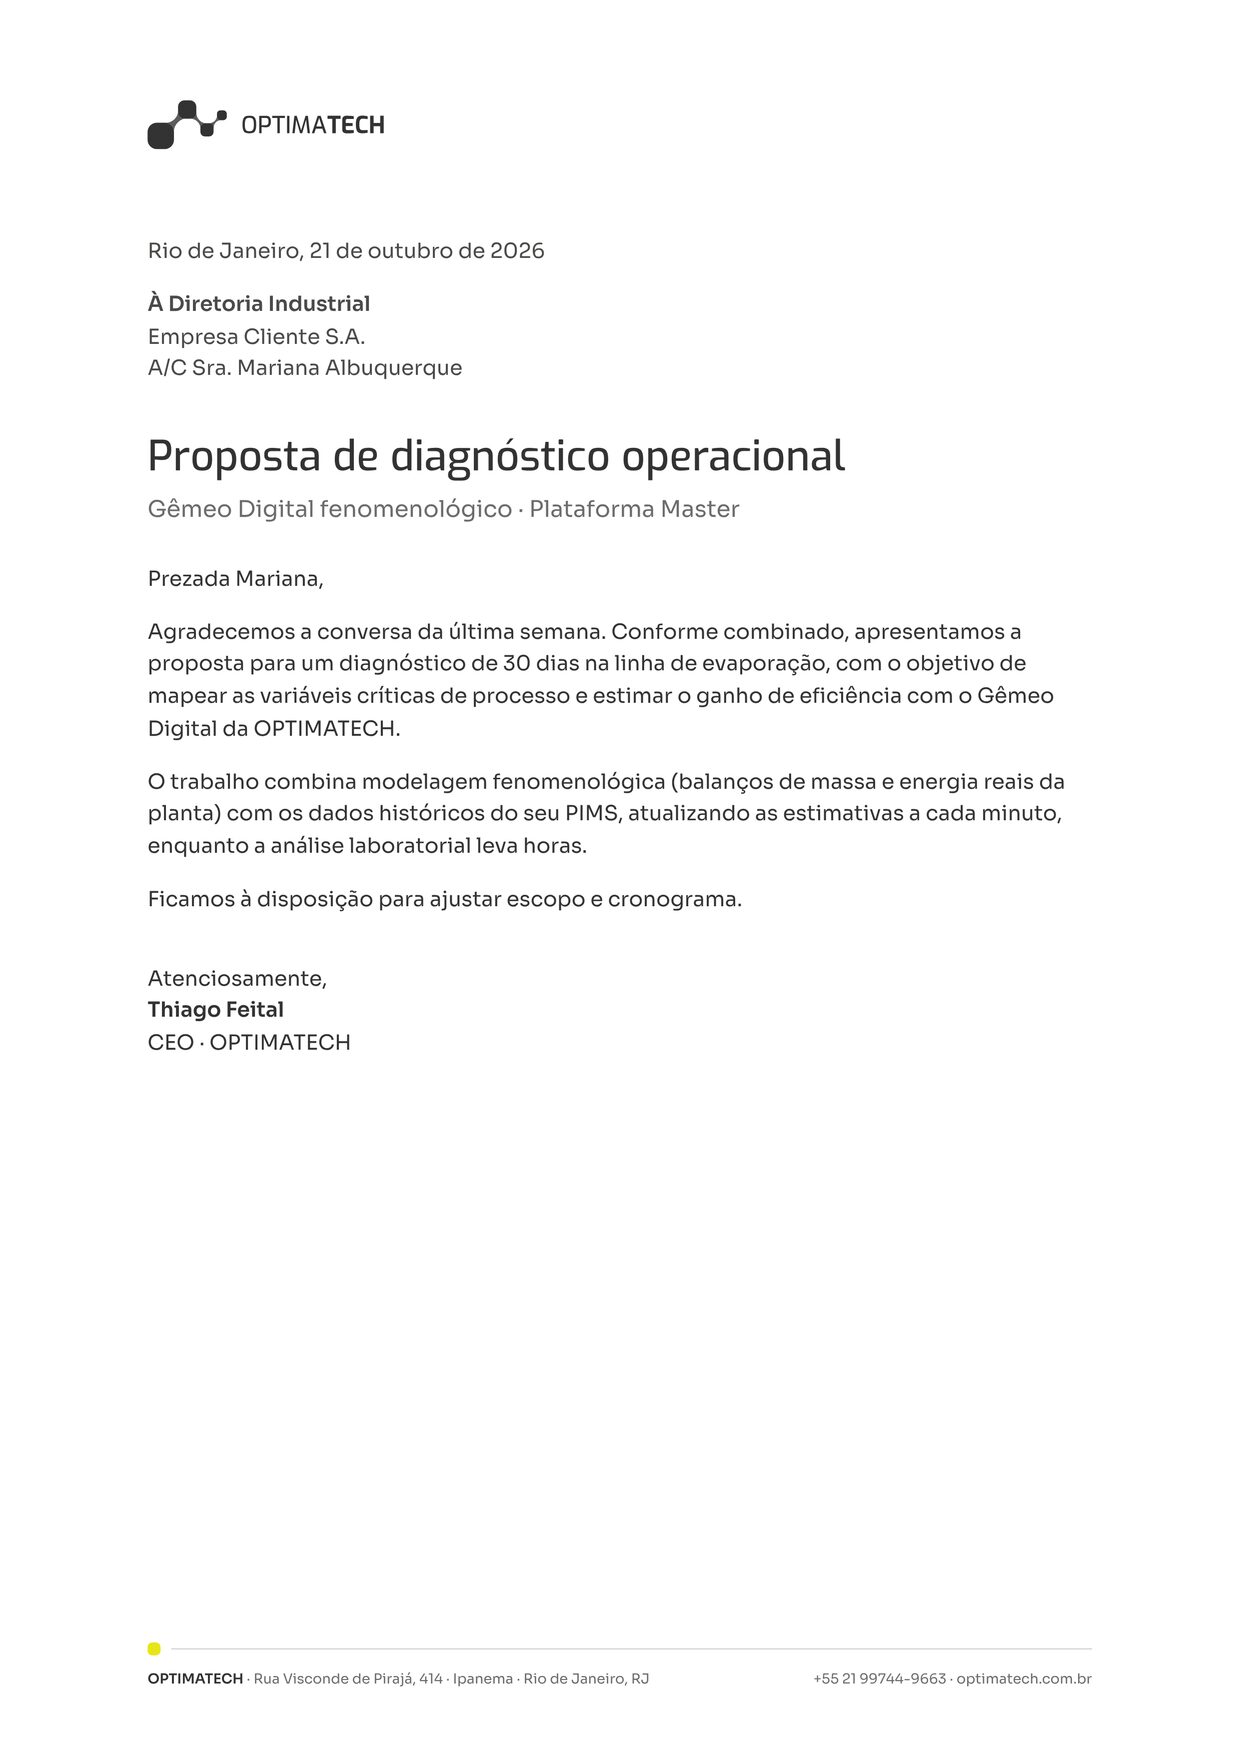 OPTIMATECH
Rio de Janeiro, 21 de outubro de 2026
À Diretoria Industrial
Empresa Cliente S.A.
A/C Sra. Mariana Albuquerque
Proposta de diagnóstico operacional
Gêmeo Digital fenomenológico · Plataforma Master
Prezada Mariana,
Agradecemos a conversa da última semana. Conforme combinado, apresentamos a
proposta para um diagnóstico de 30 dias na linha de evaporação, com o objetivo de
mapear as variáveis críticas de processo e estimar o ganho de eficiência com o Gêmeo
Digital da OPTIMATECH.
O trabalho combina modelagem fenomenológica (balanços de massa e energia reais da
planta) com os dados históricos do seu PIMS, atualizando as estimativas a cada minuto,
enquanto a análise laboratorial leva horas.
Ficamos à disposição para ajustar escopo e cronograma.
Atenciosamente,
Thiago Feital
CEO · OPTIMATECH
OPTIMATECH · Rua Visconde de Pirajá, 414 · Ipanema · Rio de Janeiro, RJ
+55 21 99744-9663 · optimatech.com.br